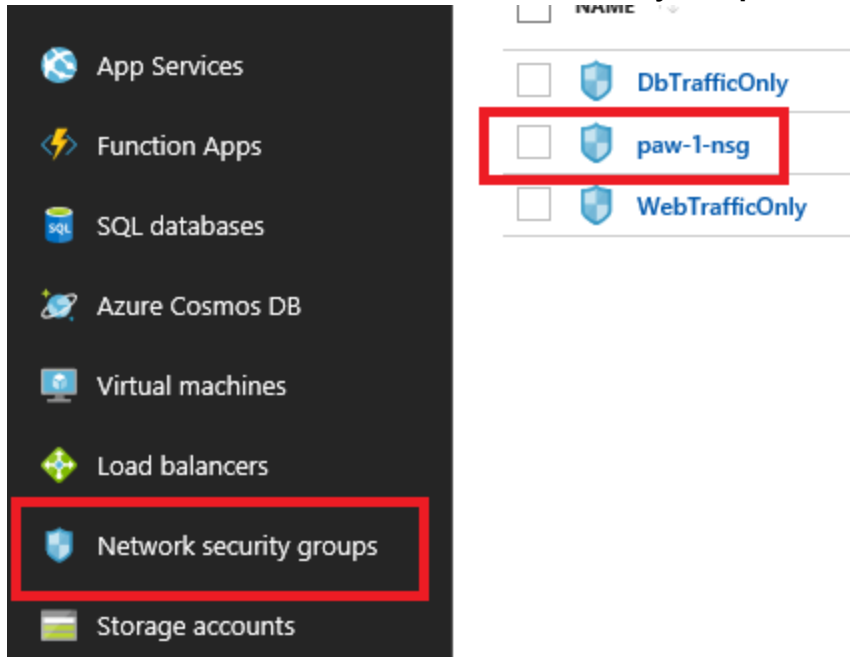 App Services
Function Apps
SQL databases
Azure Cosmos DB
Virtual machines
Load balancers
Network security groups
Storage accounts
NAME
DbTrafficOnly
paw-1-nsg
WebTrafficOnly